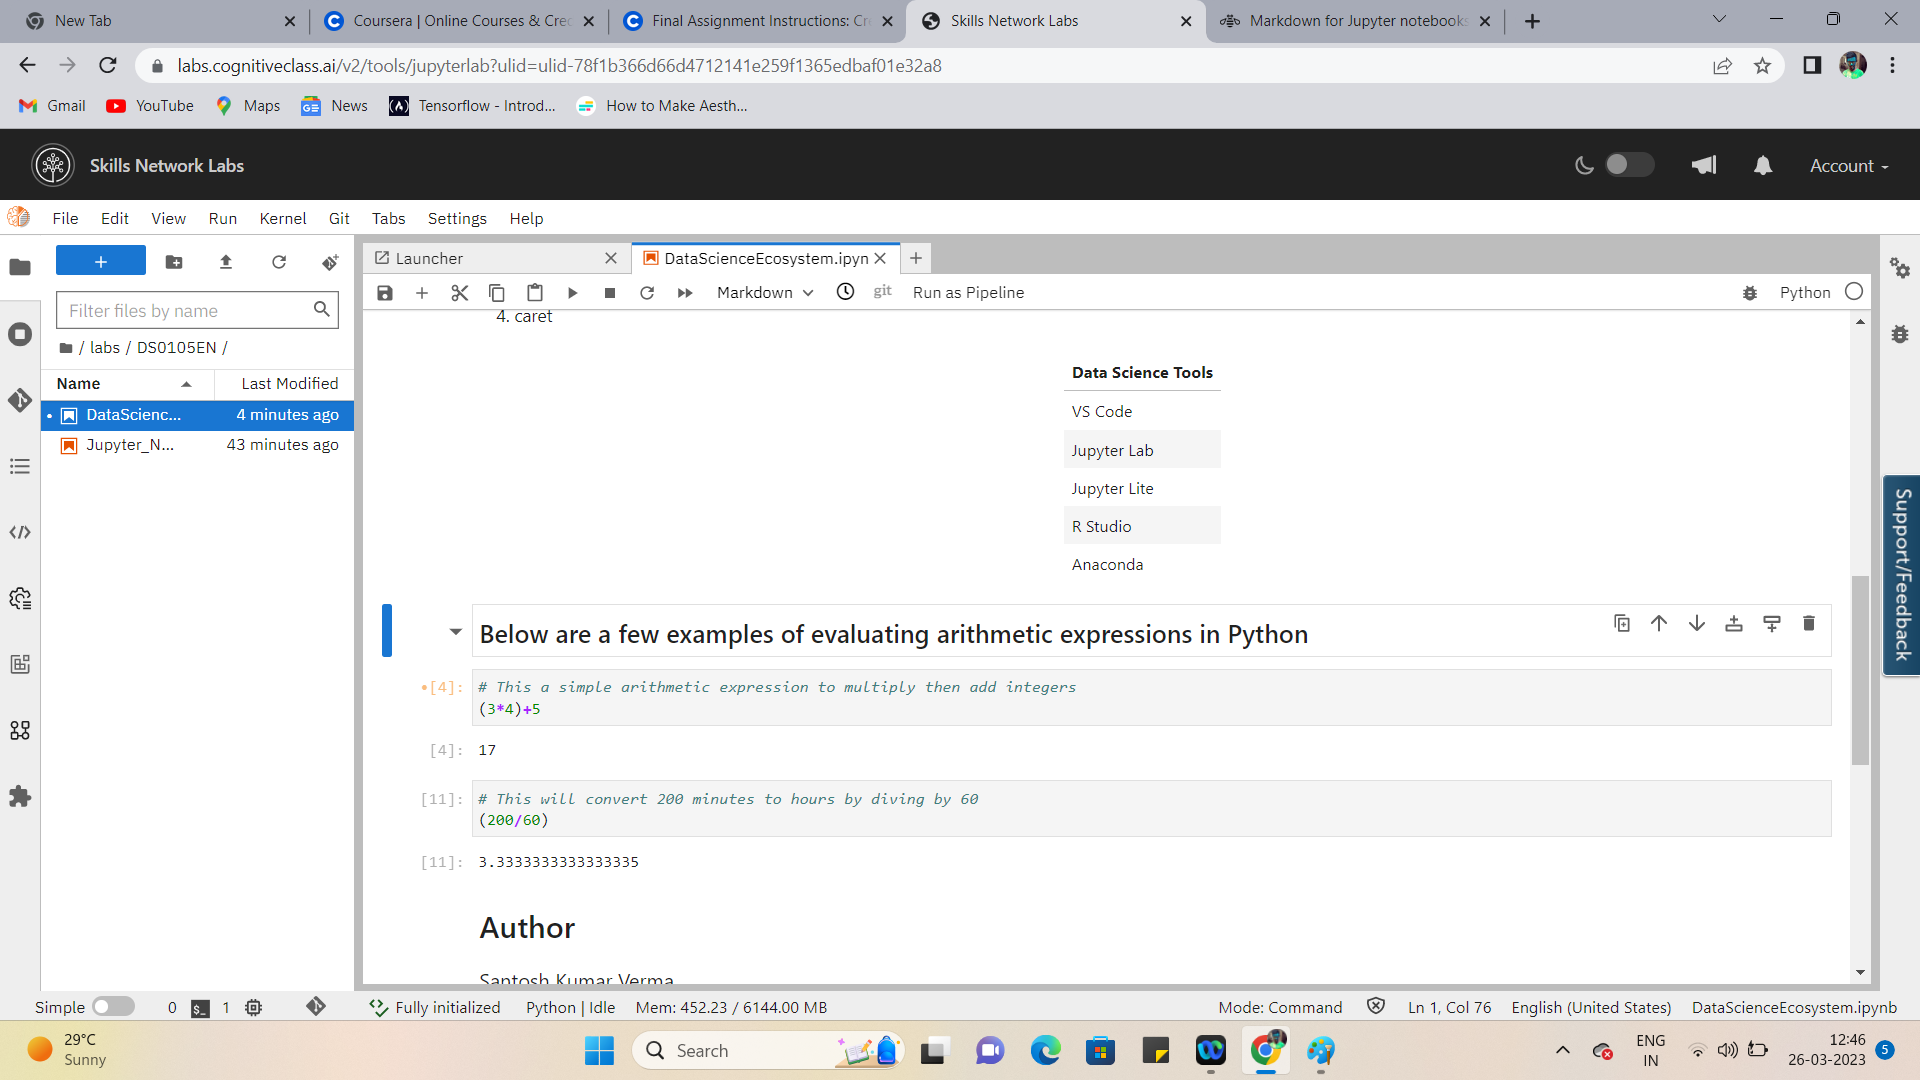 New Tab
Coursera | Online Courses & Crec
Final Assignment Instructions: Cre
Skills Network Labs
Markdown for Jupyter notebooks
labs.cognitiveclass.ai/v2/tools/jupyterlab?ulid=ulid-78f1b366d66d4712141e259f1365edbaf01e32a8
Gmail
YouTube
Maps
News
Tensorflow - Introd...
How to Make Aesth...
Skills Network Labs
Account
File Edit View Run Kernel Git Tabs Settings Help
Launcher
DataScienceEcosystem.ipyn
Filter files by name
Markdown
git
Run as Pipeline
Python
/ labs / DS0105EN /
Name
Last Modified
DataScienc...
4 minutes ago
Jupyter_N...
43 minutes ago
4. caret
Data Science Tools
VS Code
Jupyter Lab
Jupyter Lite
R Studio
Anaconda
Below are a few examples of evaluating arithmetic expressions in Python
[4]: # This a simple arithmetic expression to multiply then add integers
(3*4)+5
[4]: 17
[11]: # This will convert 200 minutes to hours by diving by 60
(200/60)
[11]: 3.3333333333333335
Author
Santosh Kumar Verma
Support/Feedback
Simple
0
1
Fully initialized
Python | Idle
Mem: 452.23 / 6144.00 MB
Mode: Command
Ln 1, Col 76
English (United States)
DataScienceEcosystem.ipynb
29°C
Sunny
Search
ENG
IN
12:46
26-03-2023
5